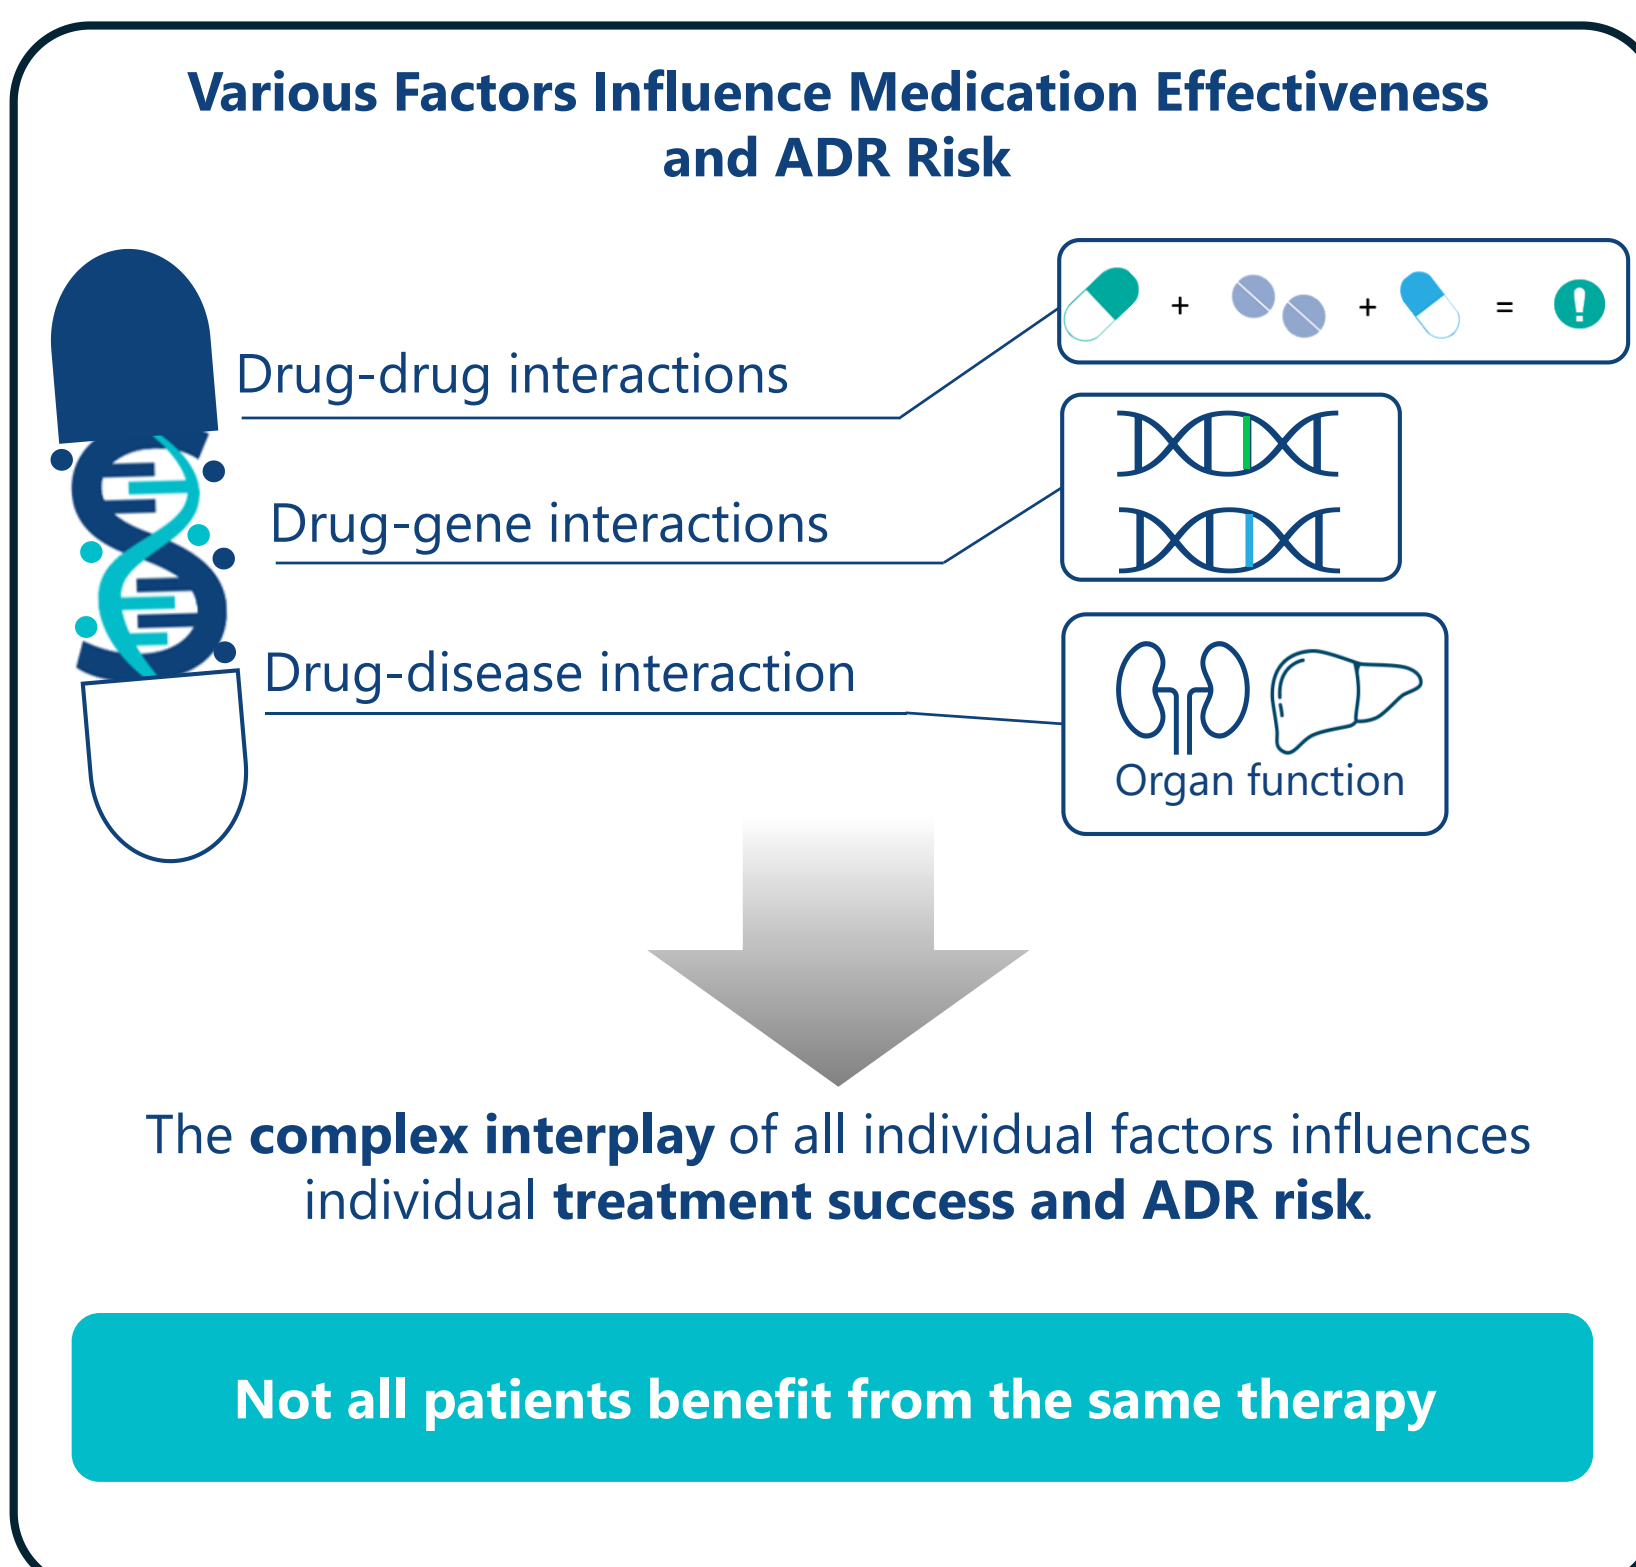 Various Factors Influence Medication Effectiveness
and ADR Risk
+ + = !
Drug-drug interactions
Drug-gene interactions
Drug-disease interaction
Organ function
The complex interplay of all individual factors influences
individual treatment success and ADR risk.
Not all patients benefit from the same therapy